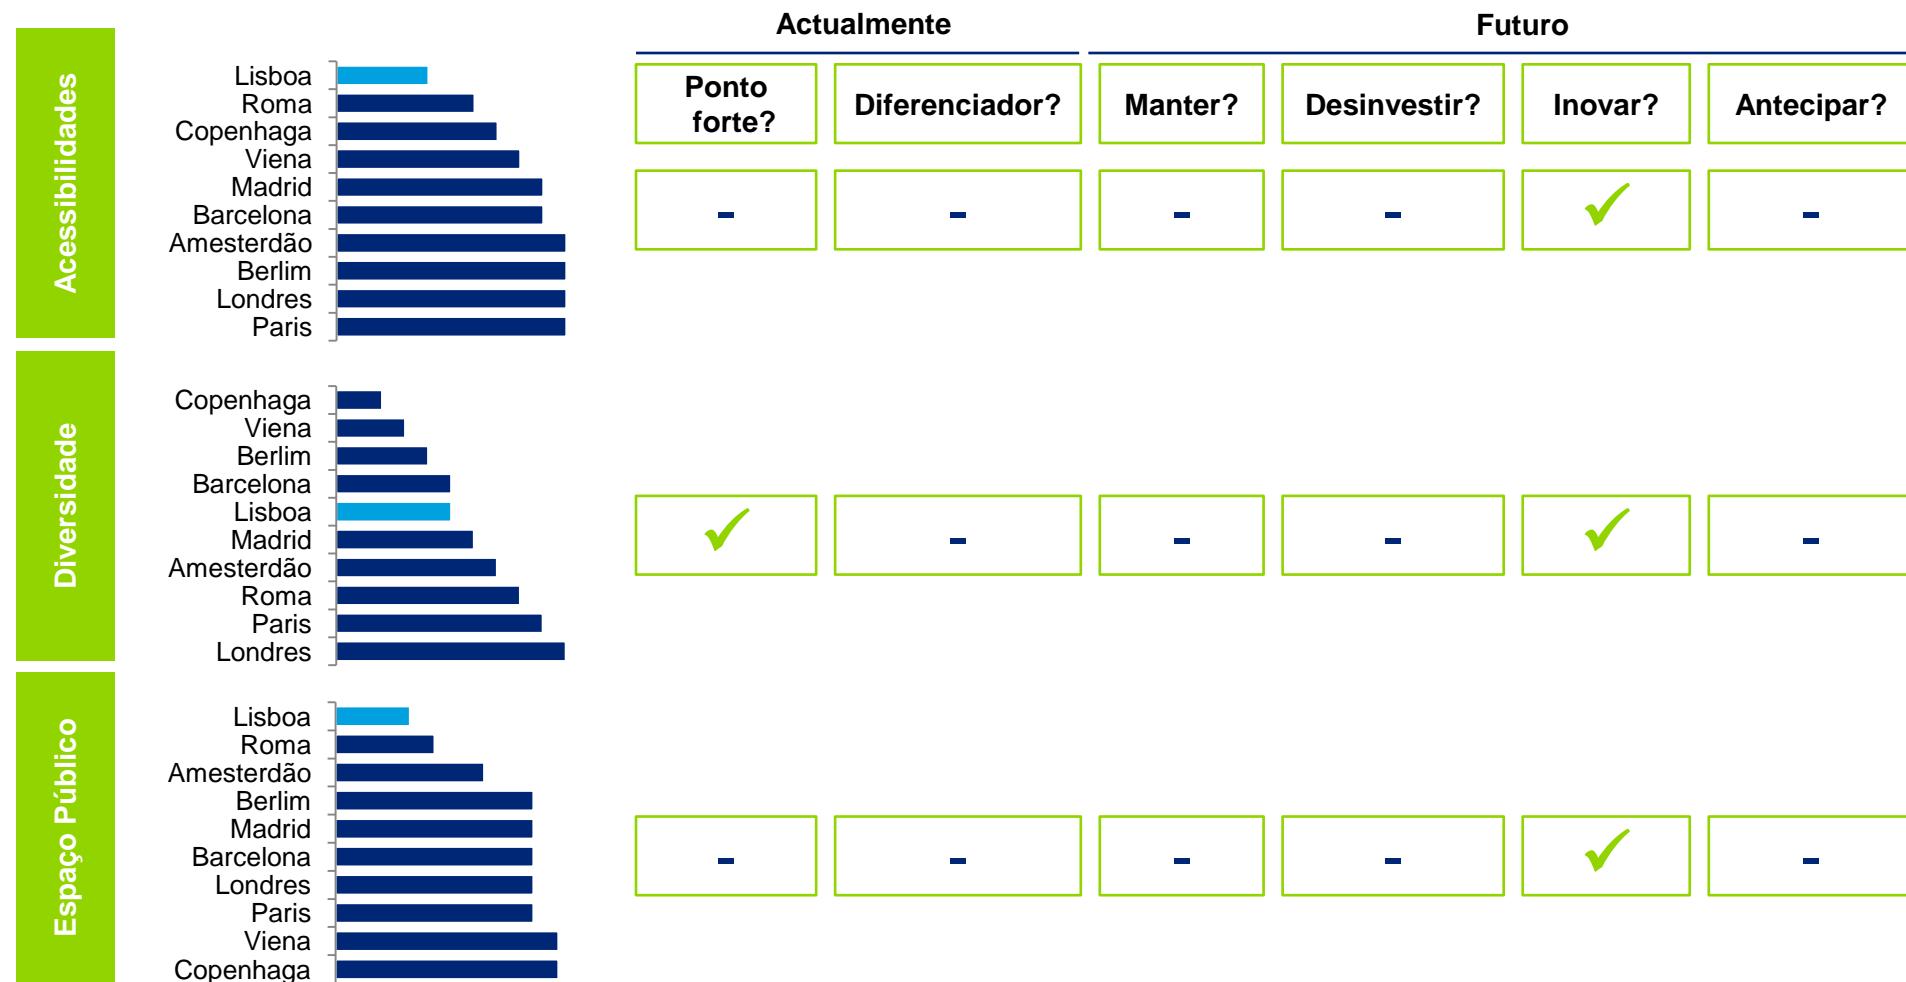 Actualmente
Futuro
Ponto
forte?
Diferenciador?
Manter?
Desinvestir?
Inovar?
Antecipar?
Acessibilidades
Lisboa
Roma
Copenhaga
Viena
Madrid
Barcelona
Amesterdão
Berlim
Londres
Paris
- - - - ✓ -
Diversidade
Copenhaga
Viena
Berlim
Barcelona
Lisboa
Madrid
Amesterdão
Roma
Paris
Londres
✓ - - - ✓ -
Espaço Público
Lisboa
Roma
Amesterdão
Berlim
Madrid
Barcelona
Londres
Paris
Viena
Copenhaga
- - - - ✓ -